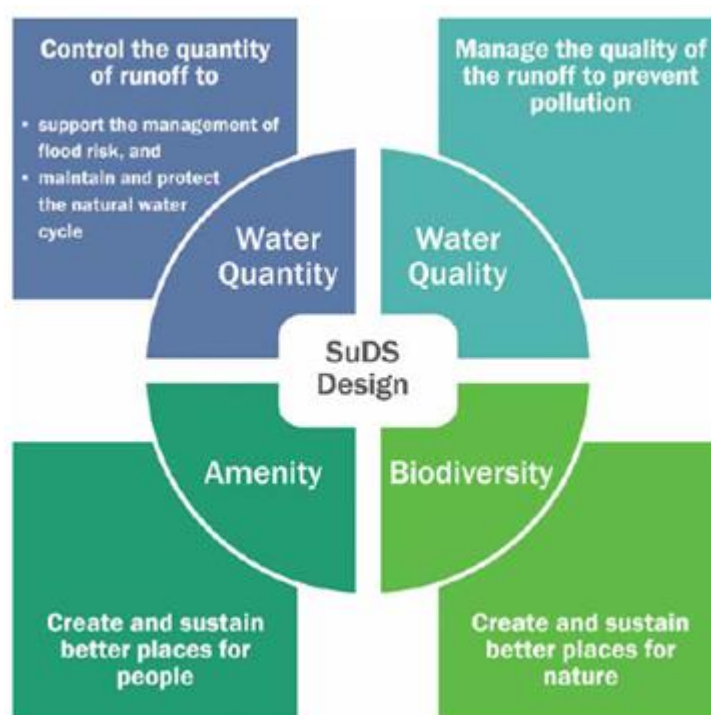 Control the quantity
of runoff to
• support the management of
flood risk, and
• maintain and protect
the natural water
cycle
Manage the quality of
the runoff to prevent
pollution
Water
Quantity
Water
Quality
SuDS
Design
Amenity
Biodiversity
Create and sustain
better places for
people
Create and sustain
better places for
nature